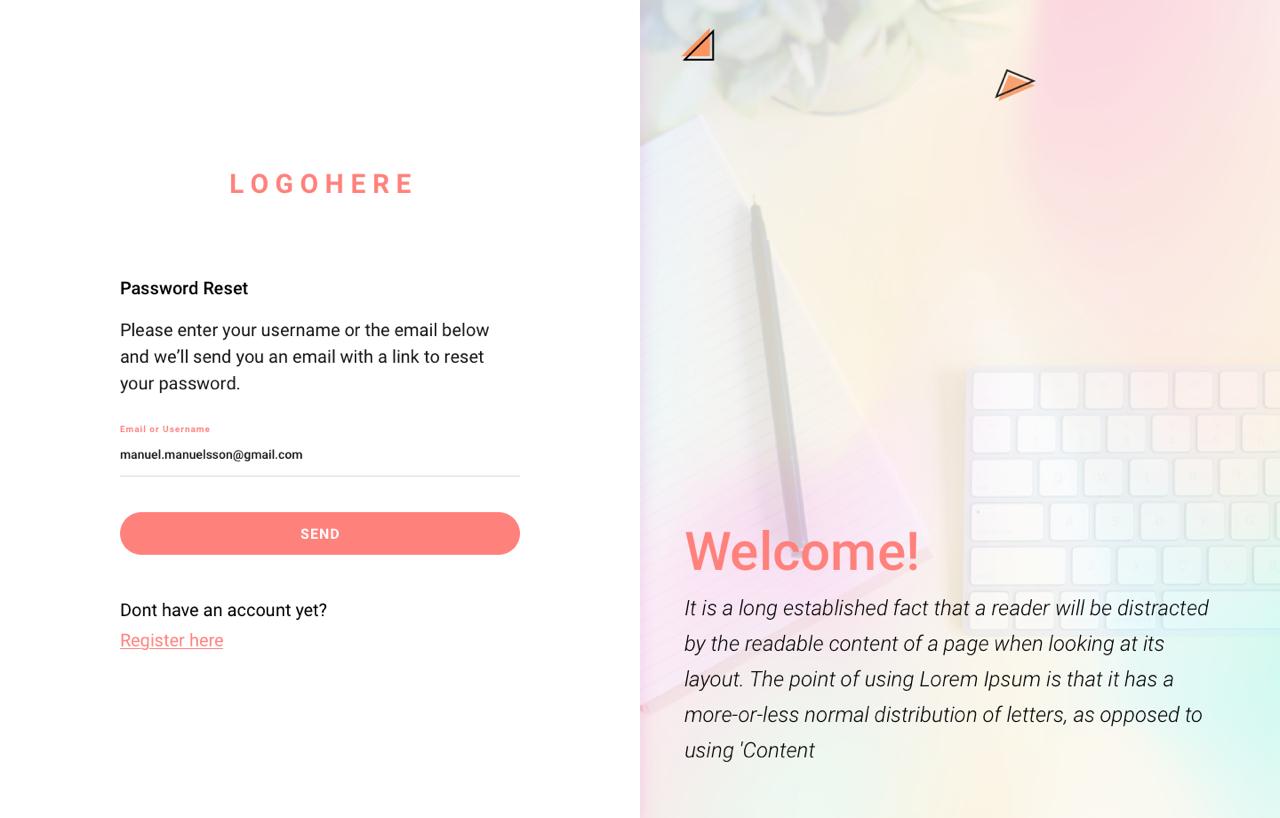 LOGOHERE
Password Reset
Please enter your username or the email below
and we’ll send you an email with a link to reset
your password.
Email or Username
manuel.manuelsson@gmail.com
SEND
Dont have an account yet?
Register here
Welcome!
It is a long established fact that a reader will be distracted
by the readable content of a page when looking at its
layout. The point of using Lorem Ipsum is that it has a
more-or-less normal distribution of letters, as opposed to
using 'Content